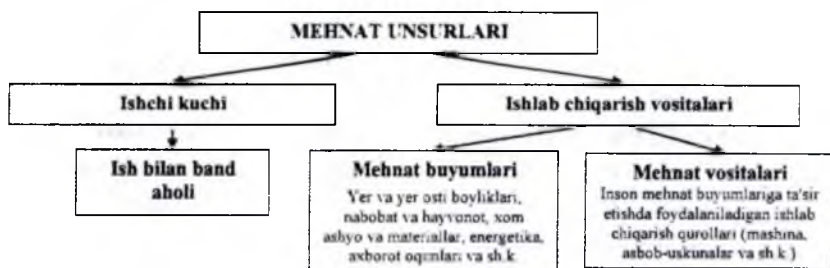 MEHNAT UNSURLARI
Ishchi kuchi
Ishlab chiqarish vositalari
Ish bilan band
aholi
Mehnat buyumlari
Yer va yer osti boyliklari,
nabobat va hayvonot, xom
ashyo va materiallar, energetika,
axborot oqimlari va sh.k.
Mehnat vositalari
Inson mehnat buyumlariga ta'sir
etishda foydalaniladigan ishlab
chiqarish qurollari (mashina,
asbob-uskunalar va sh.k.)